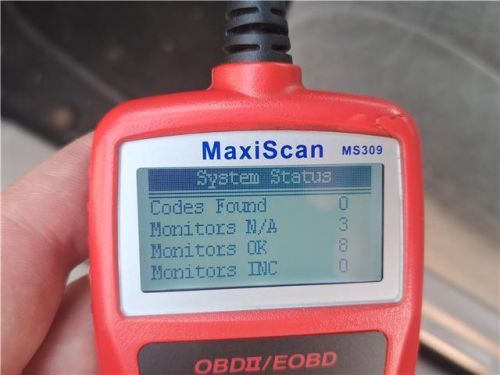 MaxiScan MS309
System Status
Codes Found 0
Monitors N/A 3
Monitors OK 8
Monitors INC 0
OBDII/EOBD